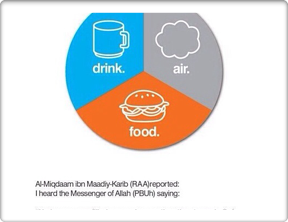 drink.
air.
food.
Al-Miqdaam ibn Maadiy-Karib (RAA)reported:
I heard the Messenger of Allah (PBUh) saying: